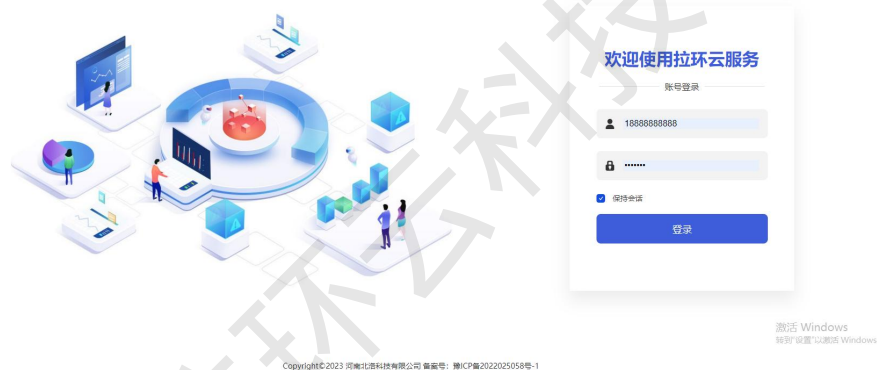 欢迎使用拉环云服务
账号登录
18888888888
•••••••
保持会话
登录
激活 Windows
转到"设置"以激活 Windows
Copyright©2023 河南北浩科技有限公司 备案号：豫ICP备2022025058号-1